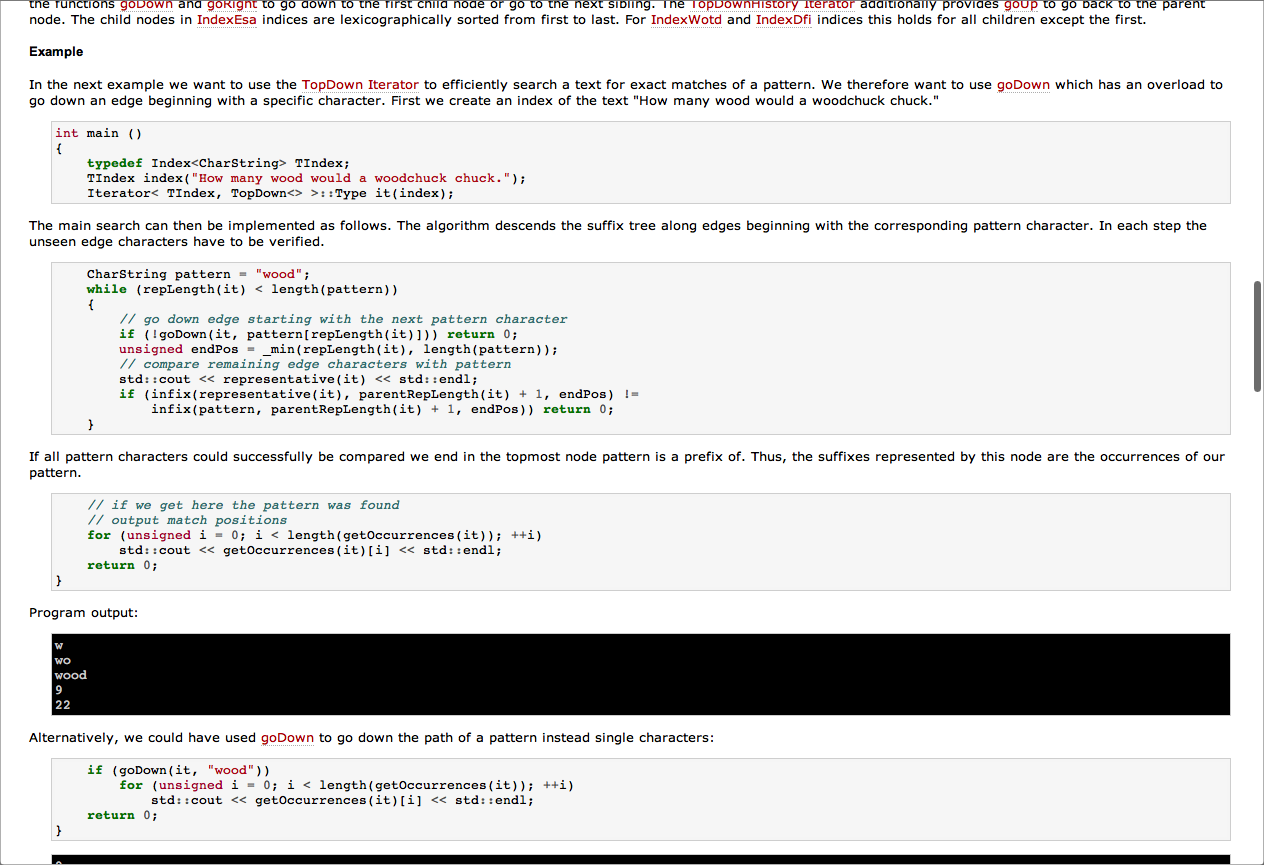 the functions goDown and goRight to go down to the first child node or go to the next sibling. The TopDownHistory Iterator additionally provides goUp to go back to the parent
node. The child nodes in IndexEsa indices are lexicographically sorted from first to last. For IndexWotd and IndexDfi indices this holds for all children except the first.
Example
In the next example we want to use the TopDown Iterator to efficiently search a text for exact matches of a pattern. We therefore want to use goDown which has an overload to
go down an edge beginning with a specific character. First we create an index of the text "How many wood would a woodchuck chuck."
int main ()
{
    typedef Index<CharString> TIndex;
    TIndex index("How many wood would a woodchuck chuck.");
    Iterator< TIndex, TopDown<> >::Type it(index);
The main search can then be implemented as follows. The algorithm descends the suffix tree along edges beginning with the corresponding pattern character. In each step the
unseen edge characters have to be verified.
    CharString pattern = "wood";
    while (repLength(it) < length(pattern))
    {
        // go down edge starting with the next pattern character
        if (!goDown(it, pattern[repLength(it)])) return 0;
        unsigned endPos = _min(repLength(it), length(pattern));
        // compare remaining edge characters with pattern
        std::cout << representative(it) << std::endl;
        if (infix(representative(it), parentRepLength(it) + 1, endPos) !=
            infix(pattern, parentRepLength(it) + 1, endPos)) return 0;
    }
If all pattern characters could successfully be compared we end in the topmost node pattern is a prefix of. Thus, the suffixes represented by this node are the occurrences of our
pattern.
    // if we get here the pattern was found
    // output match positions
    for (unsigned i = 0; i < length(getOccurrences(it)); ++i)
        std::cout << getOccurrences(it)[i] << std::endl;
    return 0;
}
Program output:
w
wo
wood
9
22
Alternatively, we could have used goDown to go down the path of a pattern instead single characters:
    if (goDown(it, "wood"))
        for (unsigned i = 0; i < length(getOccurrences(it)); ++i)
            std::cout << getOccurrences(it)[i] << std::endl;
    return 0;
}